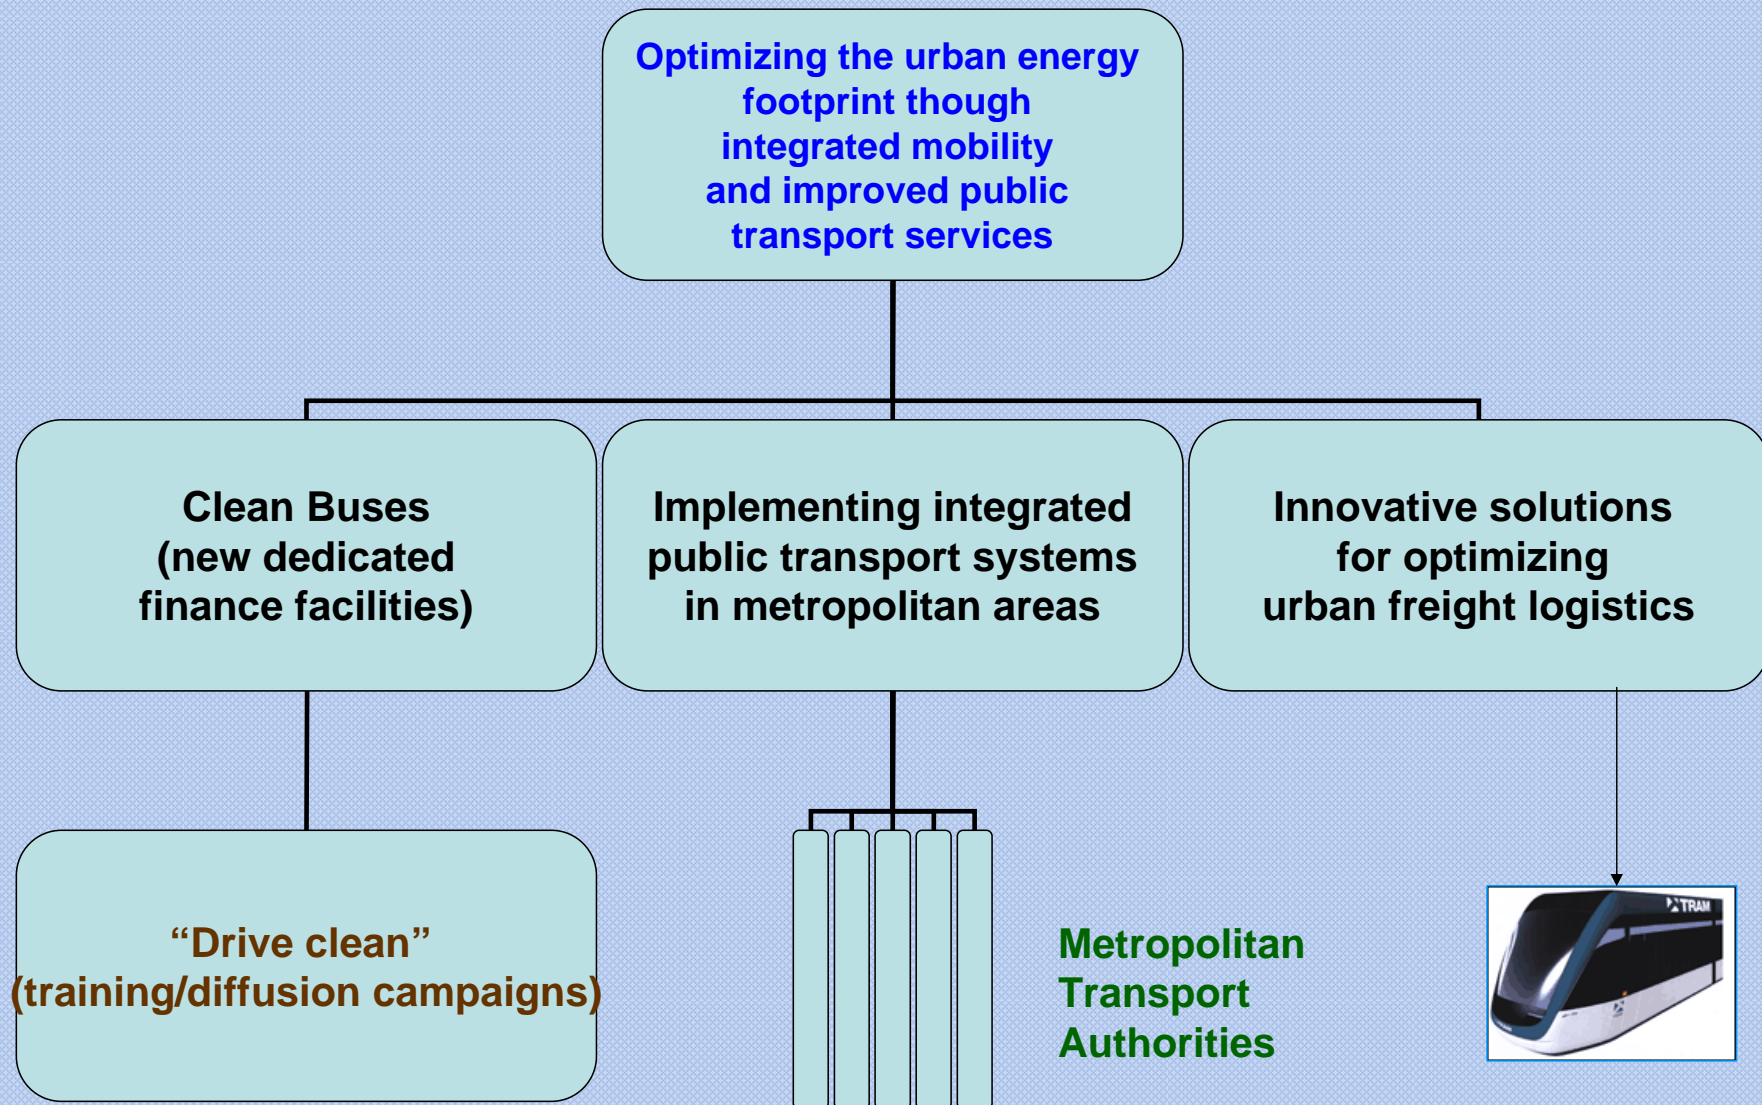 Optimizing the urban energy
footprint though
integrated mobility
and improved public
transport services
Clean Buses
(new dedicated
finance facilities)
Implementing integrated
public transport systems
in metropolitan areas
Innovative solutions
for optimizing
urban freight logistics
“Drive clean”
(training/diffusion campaigns)
Metropolitan
Transport
Authorities
TRAM